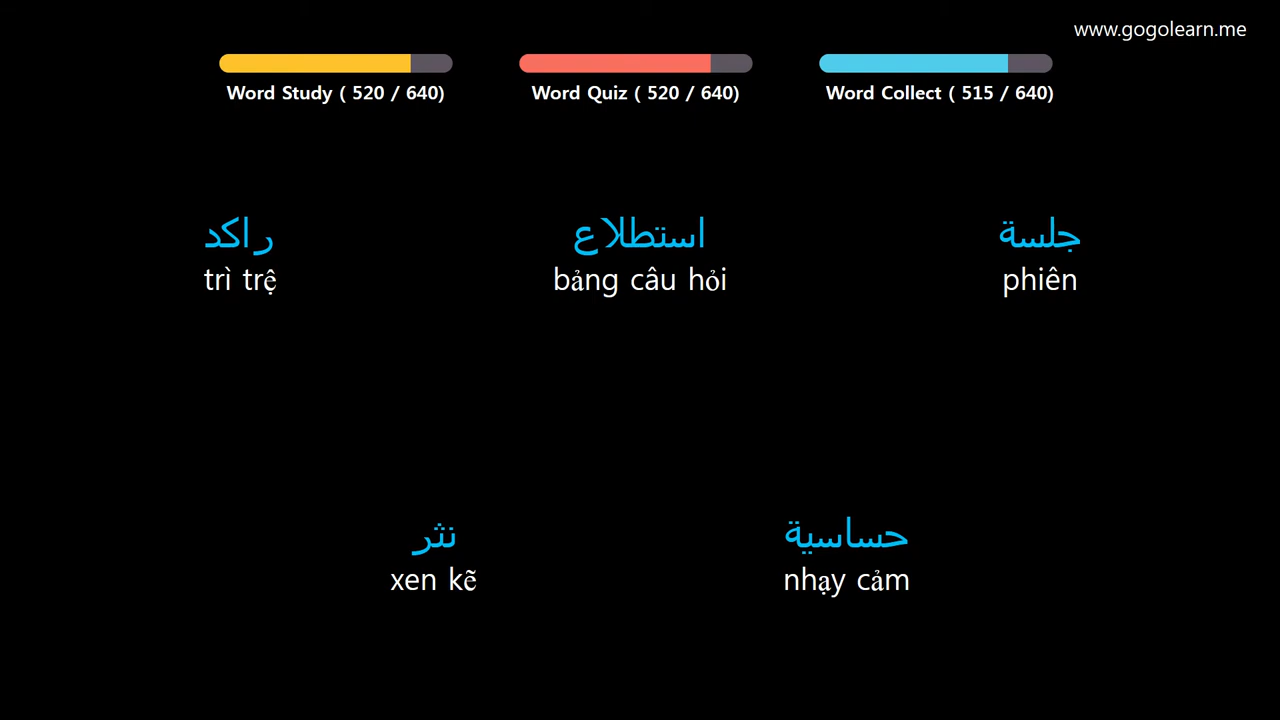 www.gogolearn.me
Word Study ( 520 / 640)
Word Quiz ( 520 / 640)
Word Collect ( 515 / 640)
راكد
trì trệ
استطلاع
bảng câu hỏi
جلسة
phiên
نثر
xen kẽ
حساسية
nhạy cảm